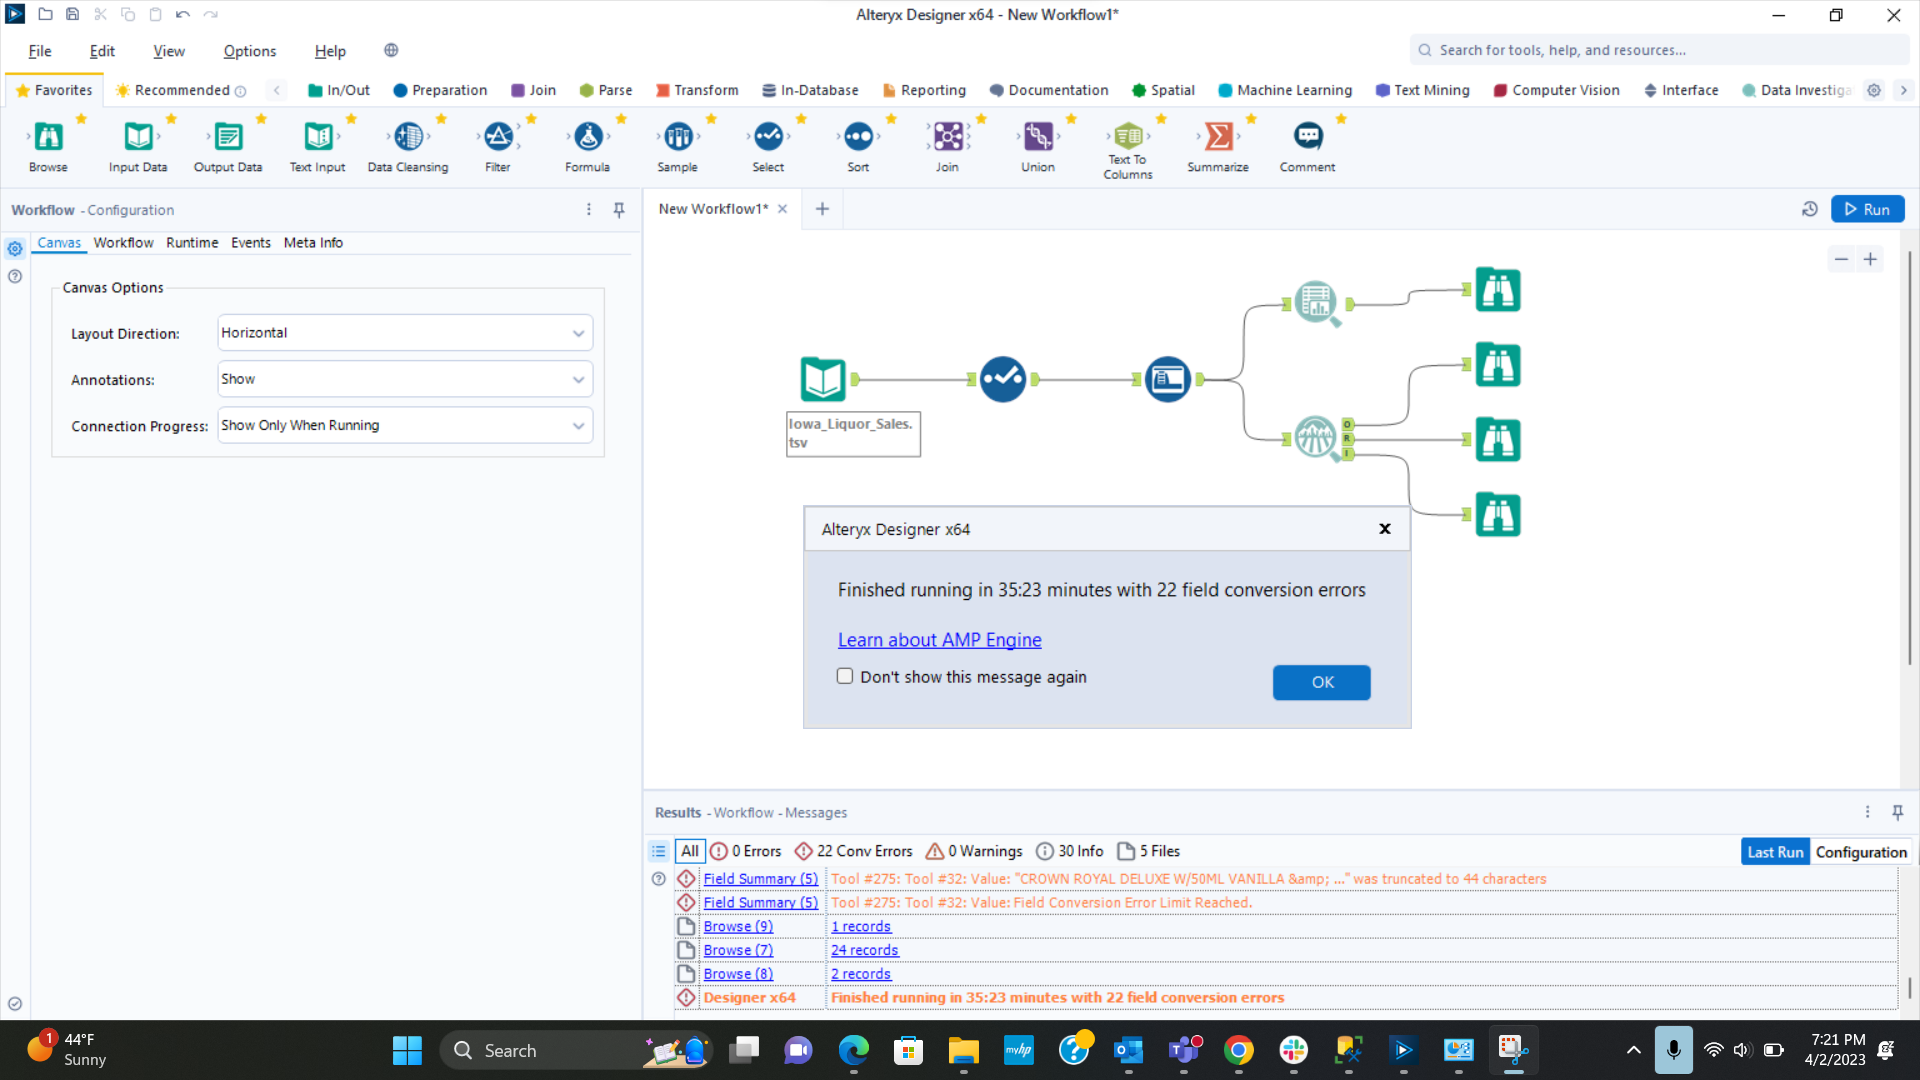 Alteryx Designer x64 - New Workflow1*
File Edit View Options Help
Search for tools, help, and resources...
Favorites Recommended In/Out Preparation Join Parse Transform In-Database Reporting Documentation Spatial Machine Learning Text Mining Computer Vision Interface Data Investiga
Browse Input Data Output Data Text Input Data Cleansing Filter Formula Sample Select Sort Join Union Text To Columns Summarize Comment
Workflow - Configuration
New Workflow1*
Run
Canvas Workflow Runtime Events Meta Info
Canvas Options
Layout Direction: Horizontal
Annotations: Show
Connection Progress: Show Only When Running
Iowa_Liquor_Sales.
tsv
O
R
I
Alteryx Designer x64
x
Finished running in 35:23 minutes with 22 field conversion errors
Learn about AMP Engine
Don't show this message again
OK
Results - Workflow - Messages
All 0 Errors 22 Conv Errors 0 Warnings 30 Info 5 Files
Last Run Configuration
Field Summary (5) Tool #275: Tool #32: Value: "CROWN ROYAL DELUXE W/50ML VANILLA &amp; ..." was truncated to 44 characters
Field Summary (5) Tool #275: Tool #32: Value: Field Conversion Error Limit Reached.
Browse (9) 1 records
Browse (7) 24 records
Browse (8) 2 records
Designer x64 Finished running in 35:23 minutes with 22 field conversion errors
1
44°F
Sunny
Search
myhp
7:21 PM
4/2/2023